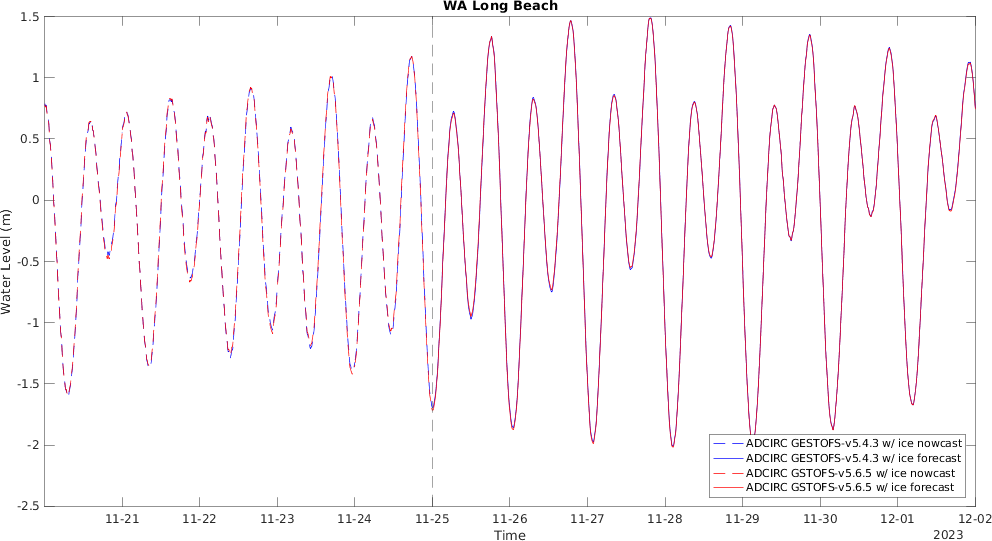 WA Long Beach
1.5
1
0.5
0
-0.5
-1
-1.5
-2
-2.5
Water Level (m)
ADCIRC GESTOFS-v5.4.3 w/ ice nowcast
ADCIRC GESTOFS-v5.4.3 w/ ice forecast
ADCIRC GSTOFS-v5.6.5 w/ ice nowcast
ADCIRC GSTOFS-v5.6.5 w/ ice forecast
11-21 11-22 11-23 11-24 11-25 11-26 11-27 11-28 11-29 11-30 12-01 12-02
Time
2023